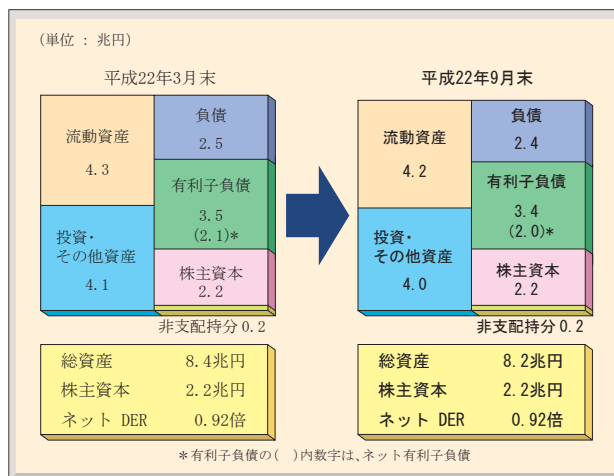 (単位 : 兆円)
平成22年3月末
流動資産
4.3
投資・
その他資産
4.1
負債
2.5
有利子負債
3.5
(2.1)*
株主資本
2.2
非支配持分 0.2
総資産 8.4兆円
株主資本 2.2兆円
ネット DER 0.92倍
平成22年9月末
流動資産
4.2
投資・
その他資産
4.0
負債
2.4
有利子負債
3.4
(2.0)*
株主資本
2.2
非支配持分 0.2
総資産 8.2兆円
株主資本 2.2兆円
ネット DER 0.92倍
*有利子負債の( )内数字は、ネット有利子負債